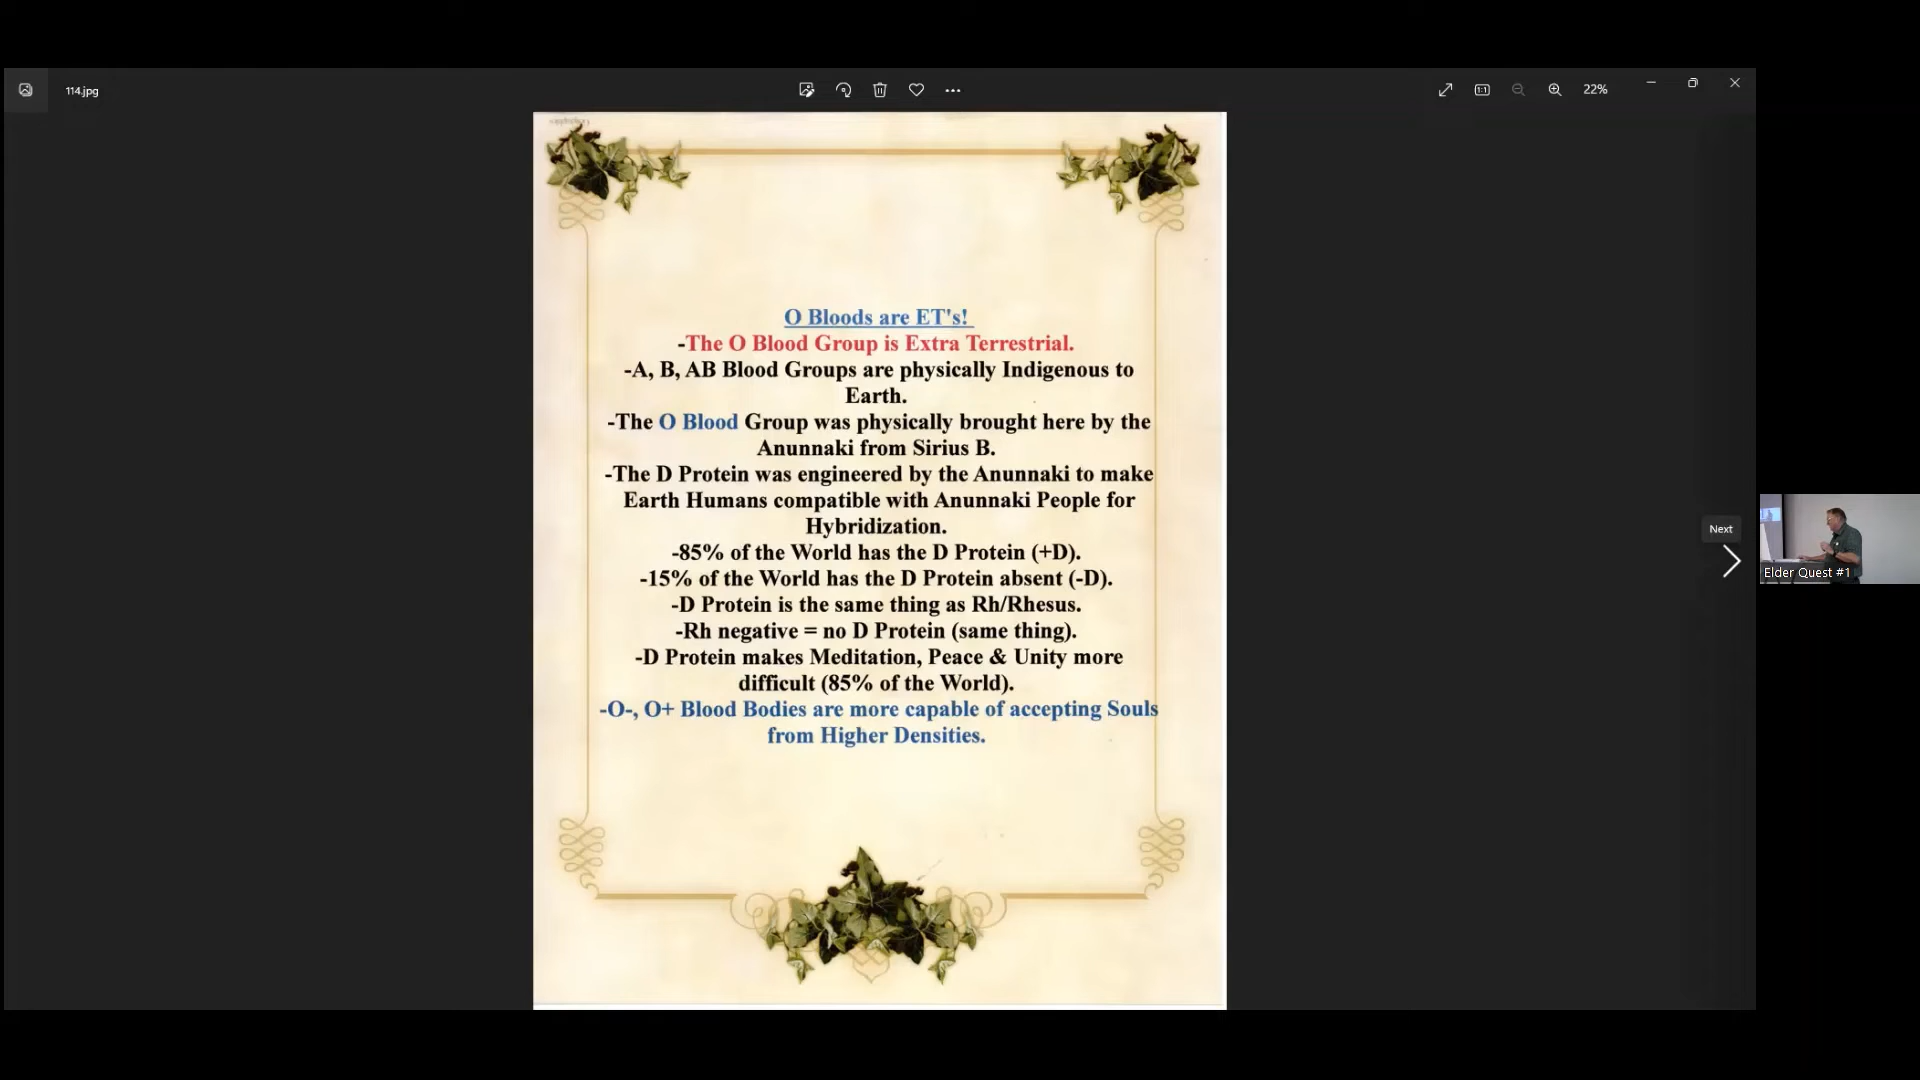 114.jpg
22%
O Bloods are ET's!
-The O Blood Group is Extra Terrestrial.
-A, B, AB Blood Groups are physically Indigenous to
Earth.
-The O Blood Group was physically brought here by the
Anunnaki from Sirius B.
-The D Protein was engineered by the Anunnaki to make
Earth Humans compatible with Anunnaki People for
Hybridization.
-85% of the World has the D Protein (+D).
-15% of the World has the D Protein absent (-D).
-D Protein is the same thing as Rh/Rhesus.
-Rh negative = no D Protein (same thing).
-D Protein makes Meditation, Peace & Unity more
difficult (85% of the World).
-O-, O+ Blood Bodies are more capable of accepting Souls
from Higher Densities.
Next
Elder Quest #1